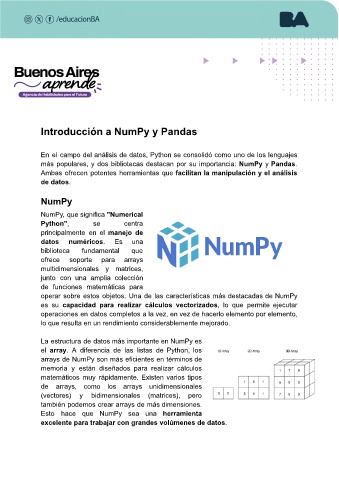 /educacionBA
BA
Buenos Aires
aprende
Agencia de Habilidades para el Futuro
Introducción a NumPy y Pandas
En el campo del análisis de datos, Python se consolidó como uno de los lenguajes
más populares, y dos bibliotecas destacan por su importancia: NumPy y Pandas.
Ambas ofrecen potentes herramientas que facilitan la manipulación y el análisis
de datos.
NumPy
NumPy, que significa "Numerical
Python", se centra
principalmente en el manejo de
datos numéricos. Es una
biblioteca fundamental que
ofrece soporte para arrays
multidimensionales y matrices,
junto con una amplia colección
de funciones matemáticas para
NumPy
operar sobre estos objetos. Una de las características más destacadas de NumPy
es su capacidad para realizar cálculos vectorizados, lo que permite ejecutar
operaciones en datos completos a la vez, en vez de hacerlo elemento por elemento,
lo que resulta en un rendimiento considerablemente mejorado.
La estructura de datos más importante en NumPy es
el array. A diferencia de las listas de Python, los
arrays de NumPy son más eficientes en términos de
memoria y están diseñados para realizar cálculos
matemáticos muy rápidamente. Existen varios tipos
de arrays, como los arrays unidimensionales
(vectores) y bidimensionales (matrices), pero
también podemos crear arrays de más dimensiones.
Esto hace que NumPy sea una herramienta
excelente para trabajar con grandes volúmenes de datos.
1D Array 2D Array 3D Array